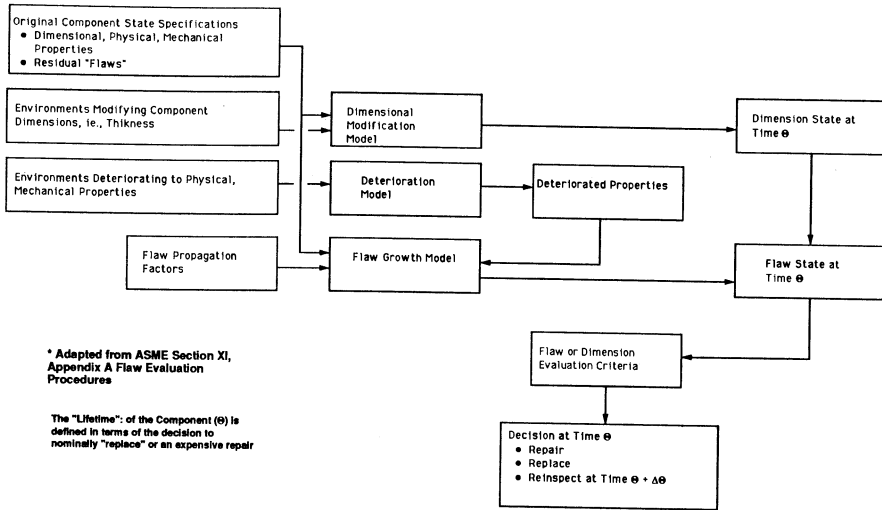 Original Component State Specifications
● Dimensional, Physical, Mechanical
Properties
● Residual "Flaws"
Environments Modifying Component
Dimensions, ie., Thikness
Dimensional
Modification
Model
Dimension State at
Time Θ
Environments Deteriorating to Physical,
Mechanical Properties
Deterioration
Model
Deteriorated Properties
Flaw Propagation
Factors
Flaw Growth Model
Flaw State at
Time Θ
* Adapted from ASME Section XI,
Appendix A Flaw Evaluation
Procedures
Flaw or Dimension
Evaluation Criteria
The "Lifetime": of the Component (Θ) is
defined in terms of the decision to
nominally "replace" or an expensive repair
Decision at Time Θ
● Repair
● Replace
● Reinspect at Time Θ + ΔΘ